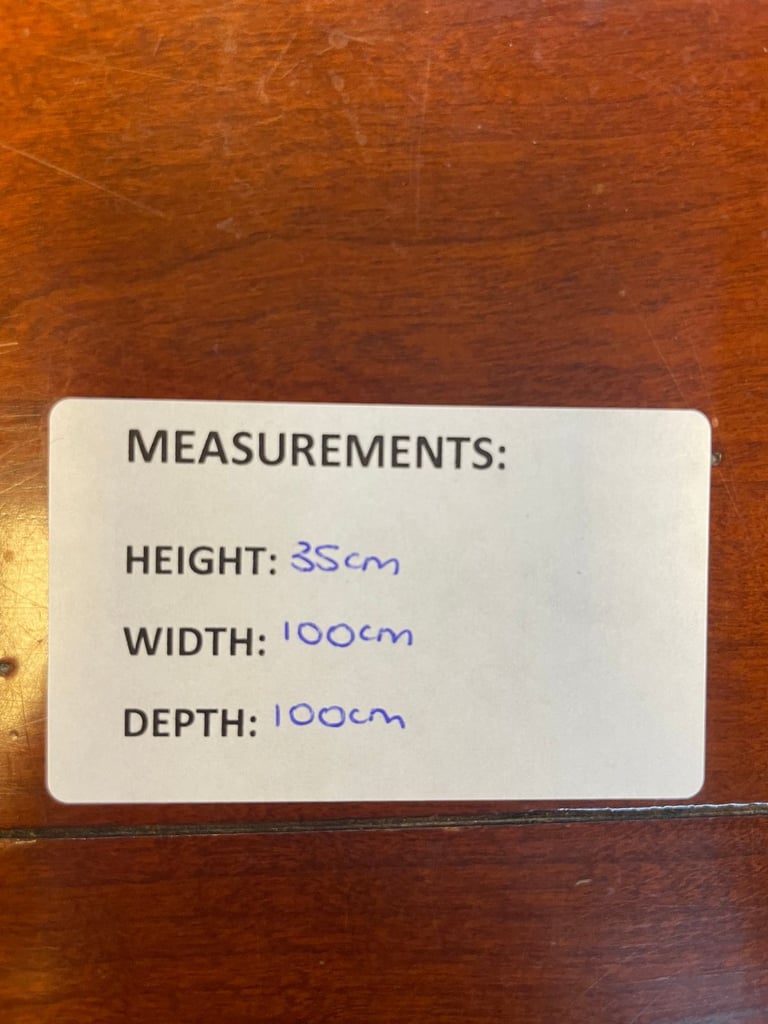 MEASUREMENTS:
HEIGHT: 35cm
WIDTH: 100cm
DEPTH: 100cm